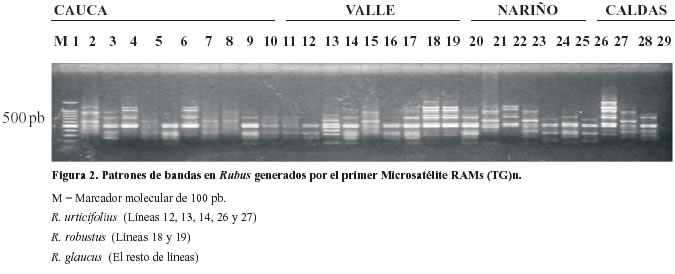 CAUCA VALLE NARIÑO CALDAS
M 1 2 3 4 5 6 7 8 9 10 11 12 13 14 15 16 17 18 19 20 21 22 23 24 25 26 27 28 29
500 pb
Figura 2. Patrones de bandas en Rubus generados por el primer Microsatélite RAMs (TG)n.
M = Marcador molecular de 100 pb.
R. urticifolius (Líneas 12, 13, 14, 26 y 27)
R. robustus (Líneas 18 y 19)
R. glaucus (El resto de líneas)